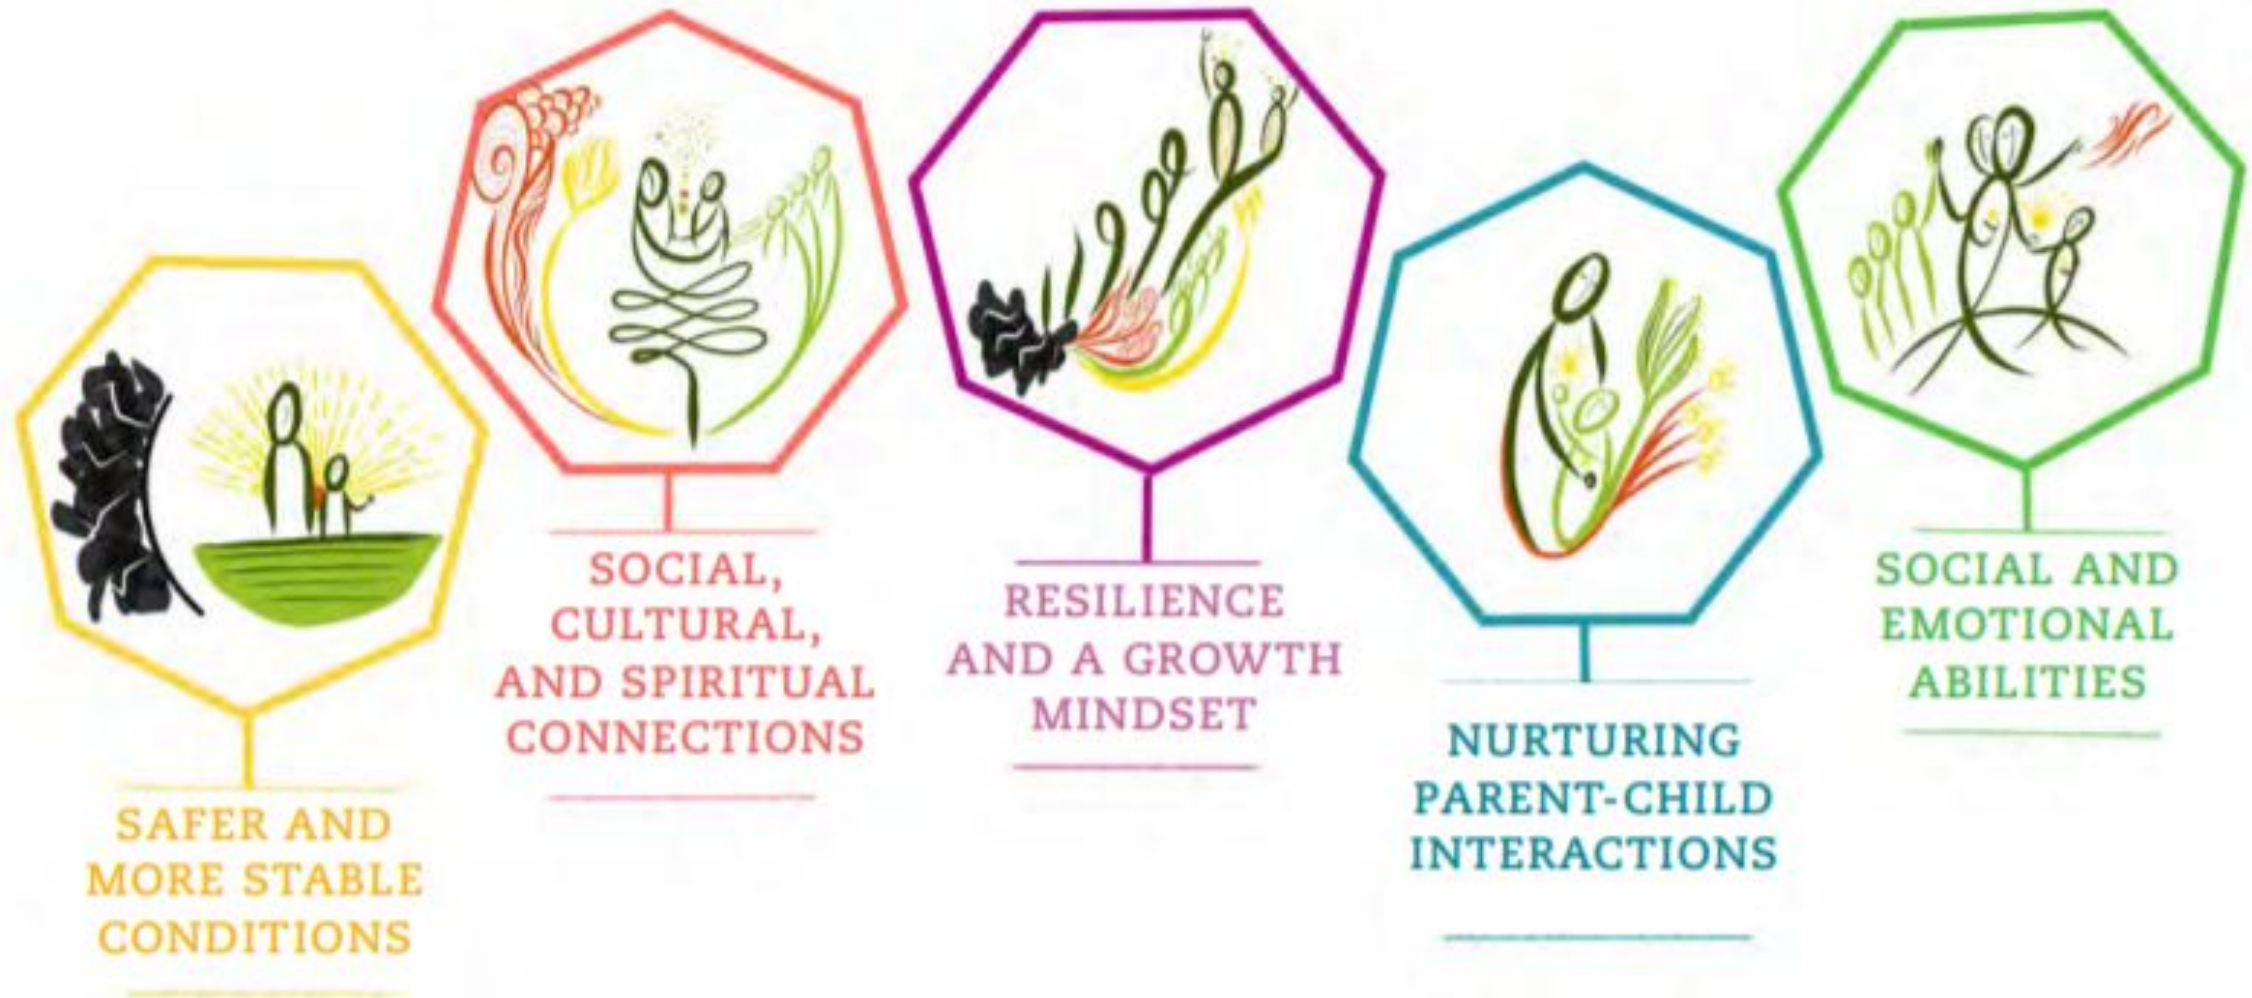 SAFER AND
MORE STABLE
CONDITIONS
SOCIAL,
CULTURAL,
AND SPIRITUAL
CONNECTIONS
RESILIENCE
AND A GROWTH
MINDSET
NURTURING
PARENT-CHILD
INTERACTIONS
SOCIAL AND
EMOTIONAL
ABILITIES